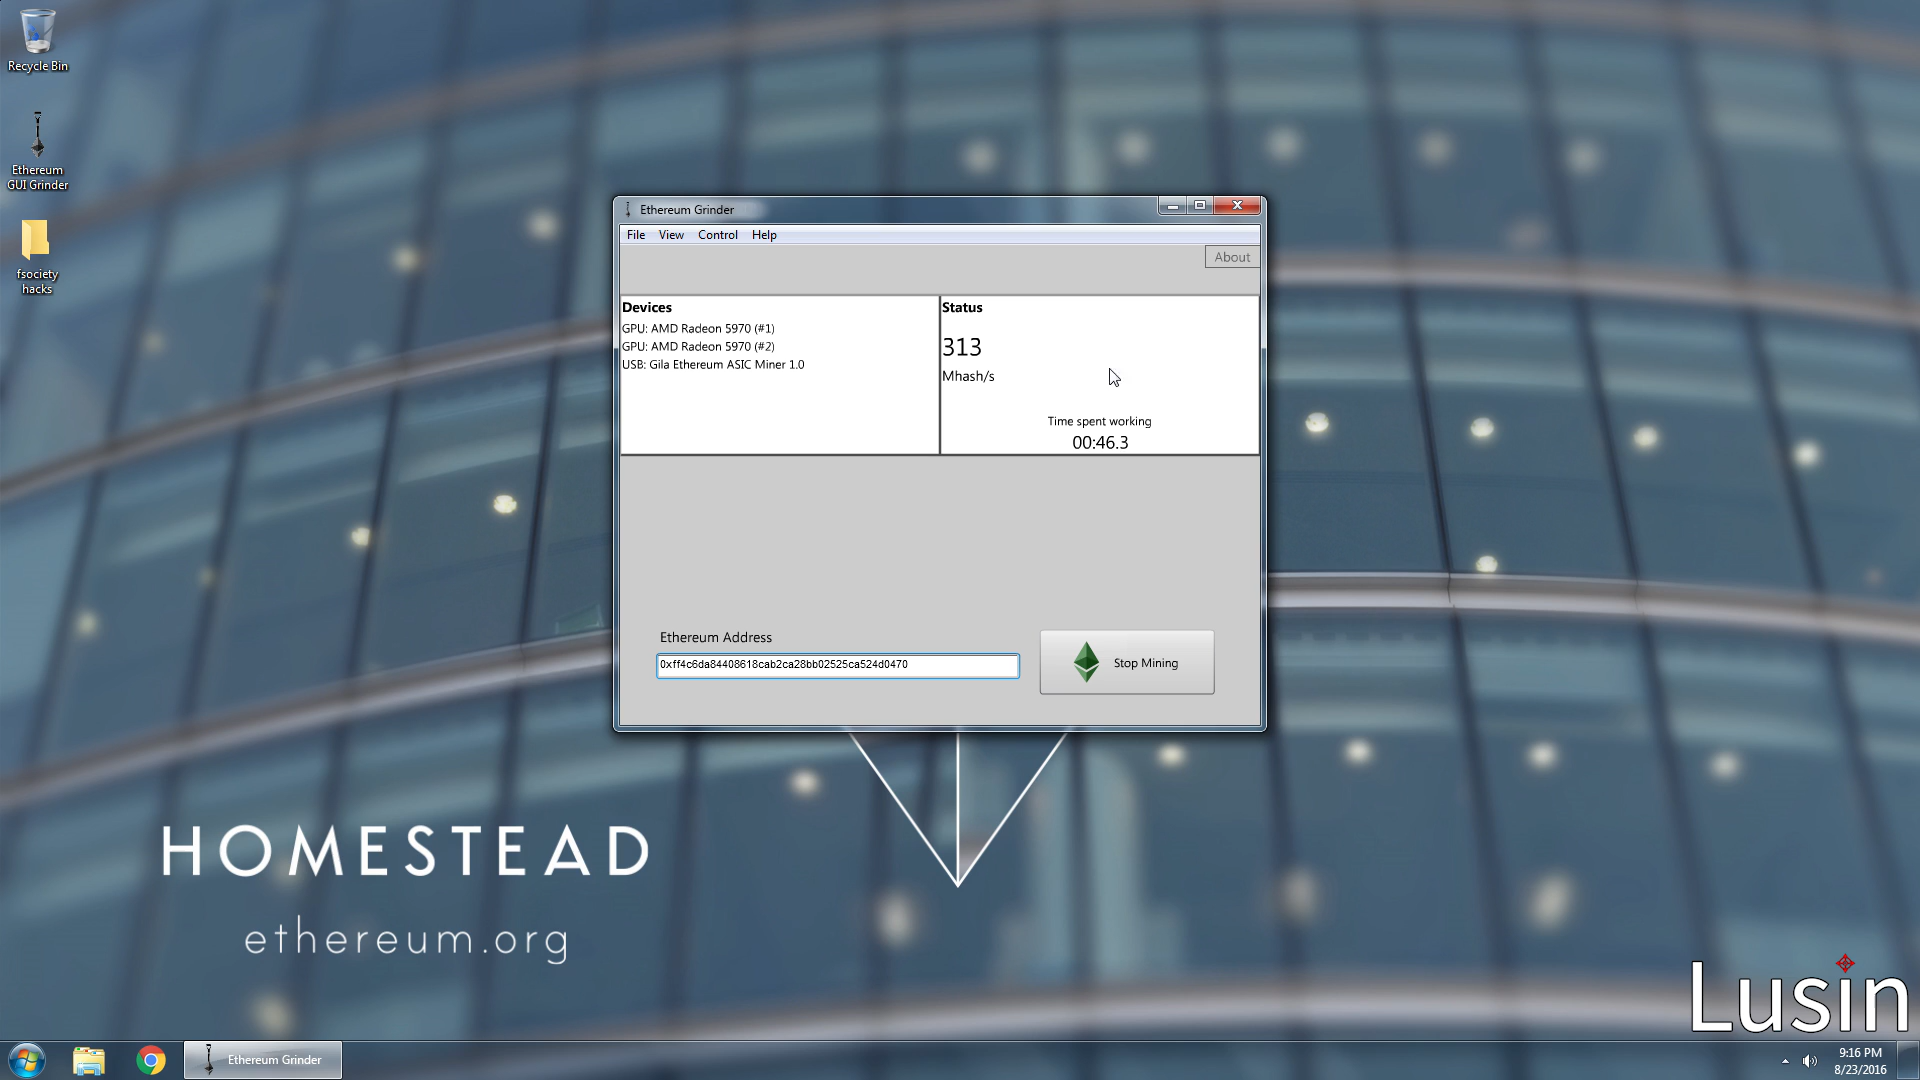 Recycle Bin
Ethereum
GUI Grinder
fsociety
hacks
Ethereum Grinder
File View Control Help
About
Devices
GPU: AMD Radeon 5970 (#1)
GPU: AMD Radeon 5970 (#2)
USB: Gila Ethereum ASIC Miner 1.0
Status
313
Mhash/s
Time spent working
00:46.3
Ethereum Address
0xff4c6da84408618cab2ca28bb02525ca524d0470
Stop Mining
HOMESTEAD
ethereum.org
Lusin
Ethereum Grinder
9:16 PM
8/23/2016